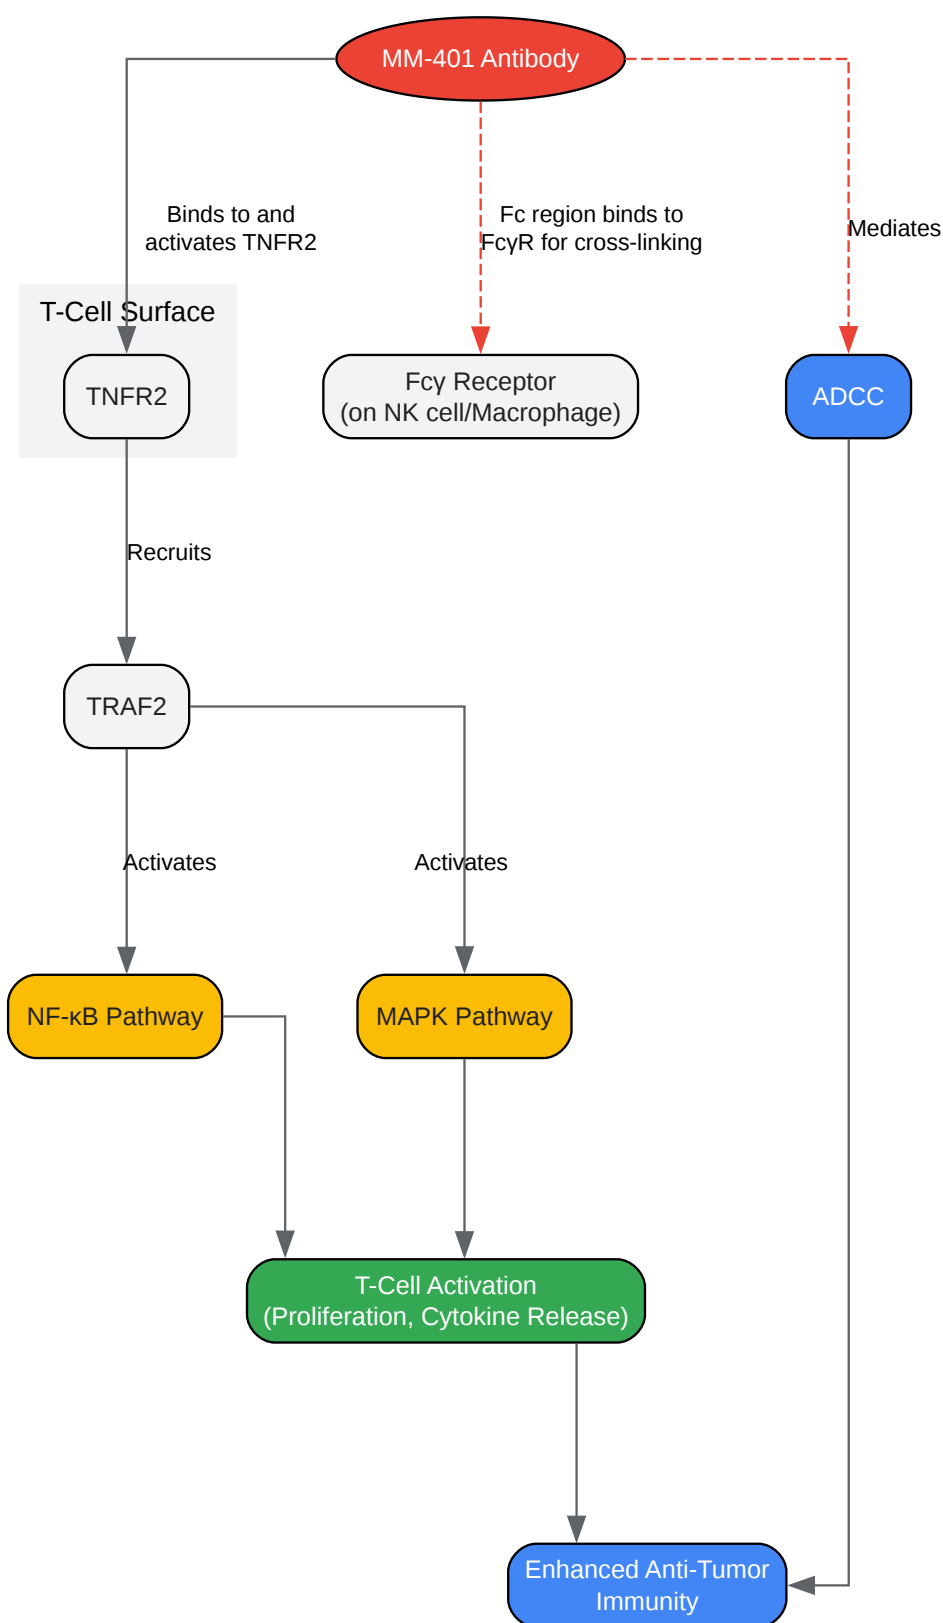 MM-401 Antibody
Binds to and
activates TNFR2
Fc region binds to
FcγR for cross-linking
Mediates
T-Cell Surface
TNFR2
Fcγ Receptor
(on NK cell/Macrophage)
ADCC
Recruits
TRAF2
Activates
Activates
NF-κB Pathway
MAPK Pathway
T-Cell Activation
(Proliferation, Cytokine Release)
Enhanced Anti-Tumor
Immunity